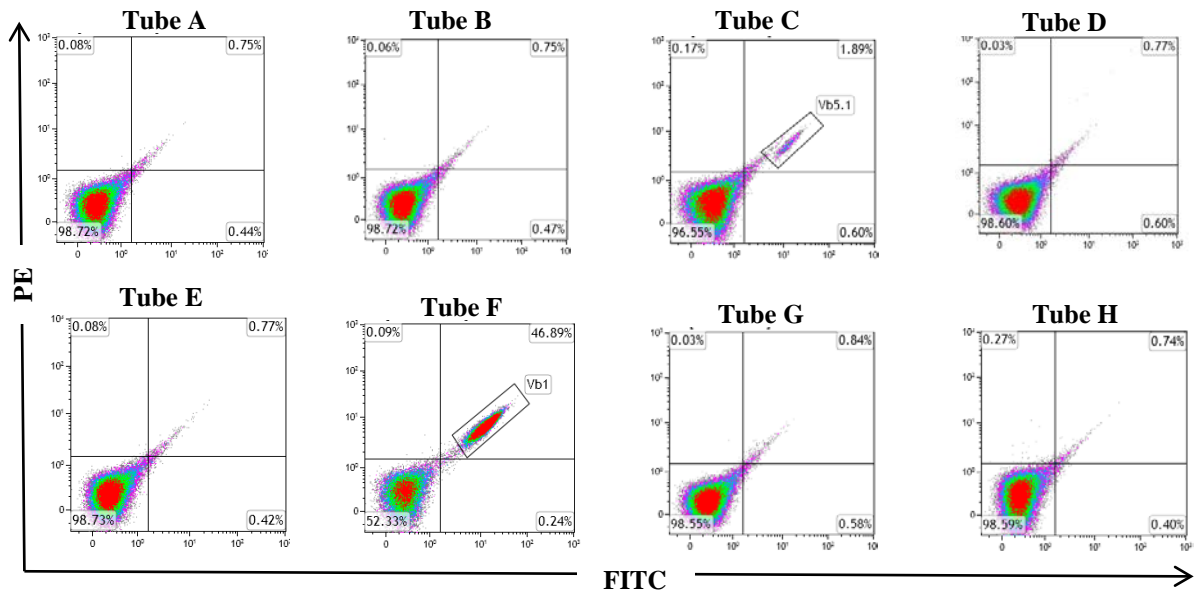 Tube A
Tube B
Tube C
Tube D
0.08%
0.75%
0.06%
0.75%
0.17%
1.89%
0.03%
0.77%
Vb5.1
98.72%
0.44%
98.72%
0.47%
96.55%
0.60%
98.60%
0.60%
PE
Tube E
Tube F
Tube G
Tube H
0.08%
0.77%
0.09%
46.89%
0.03%
0.84%
0.27%
0.74%
Vb1
98.73%
0.42%
52.33%
0.24%
98.55%
0.58%
98.59%
0.40%
FITC